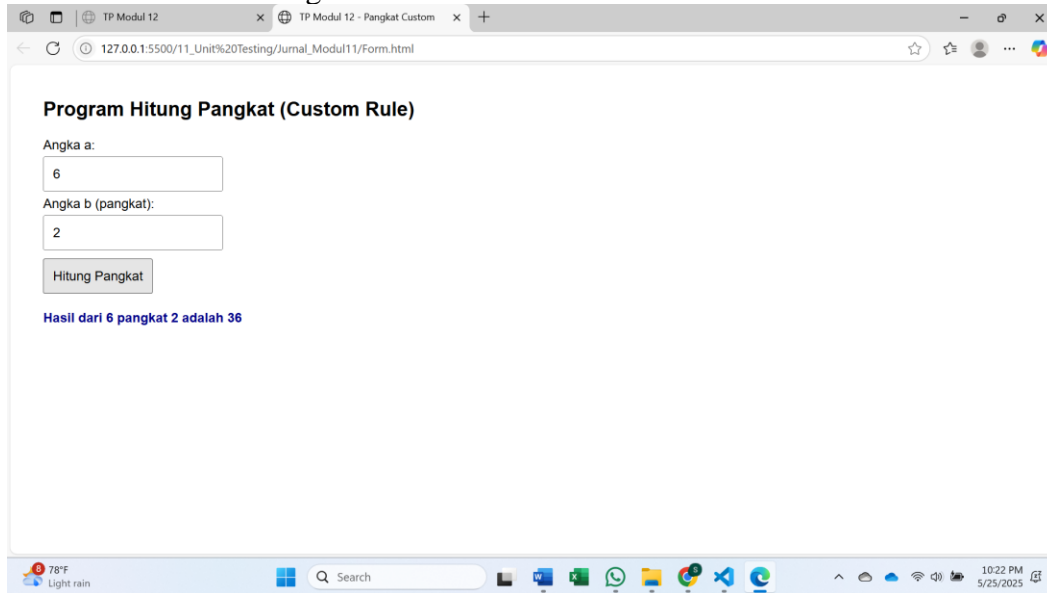 TP Modul 12
TP Modul 12 - Pangkat Custom
127.0.0.1:5500/11_Unit%20Testing/Jurnal_Modul11/Form.html
Program Hitung Pangkat (Custom Rule)
Angka a:
6
Angka b (pangkat):
2
Hitung Pangkat
Hasil dari 6 pangkat 2 adalah 36
8
78°F
Light rain
Search
10:22 PM
5/25/2025